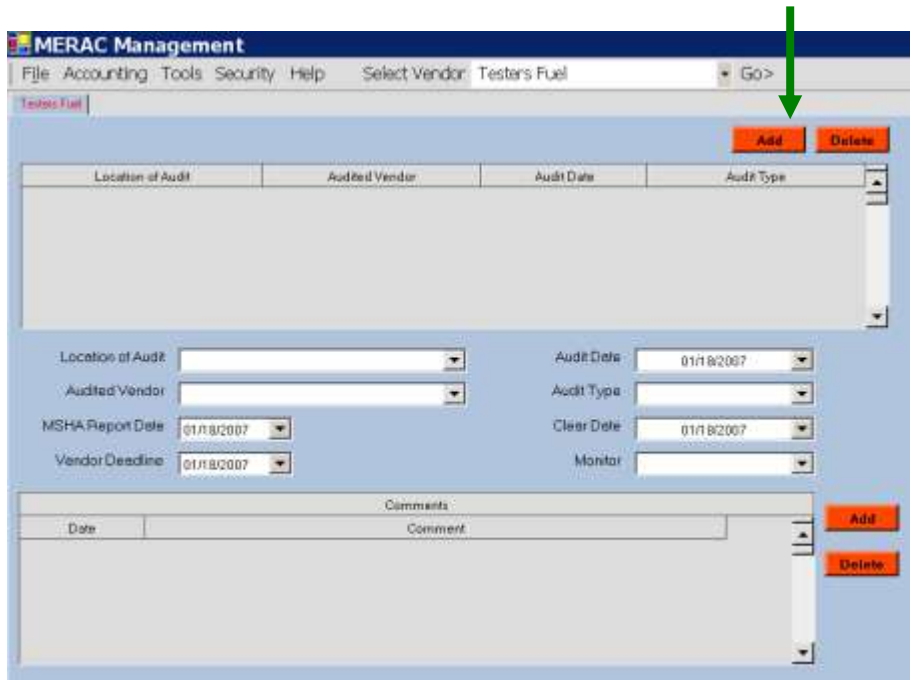 MERAC Management
File Accounting Tools Security Help Select Vendor Testers Fuel Go>
Testers Fuel
Add Delete
Location of Audit Audited Vendor Audit Date Audit Type
Location of Audit Audit Date 01/18/2007
Audited Vendor Audit Type
MSHA Report Date 01/18/2007 Clear Date 01/18/2007
Vendor Deadline 01/18/2007 Monitor
Comments
Date Comment
Add
Delete